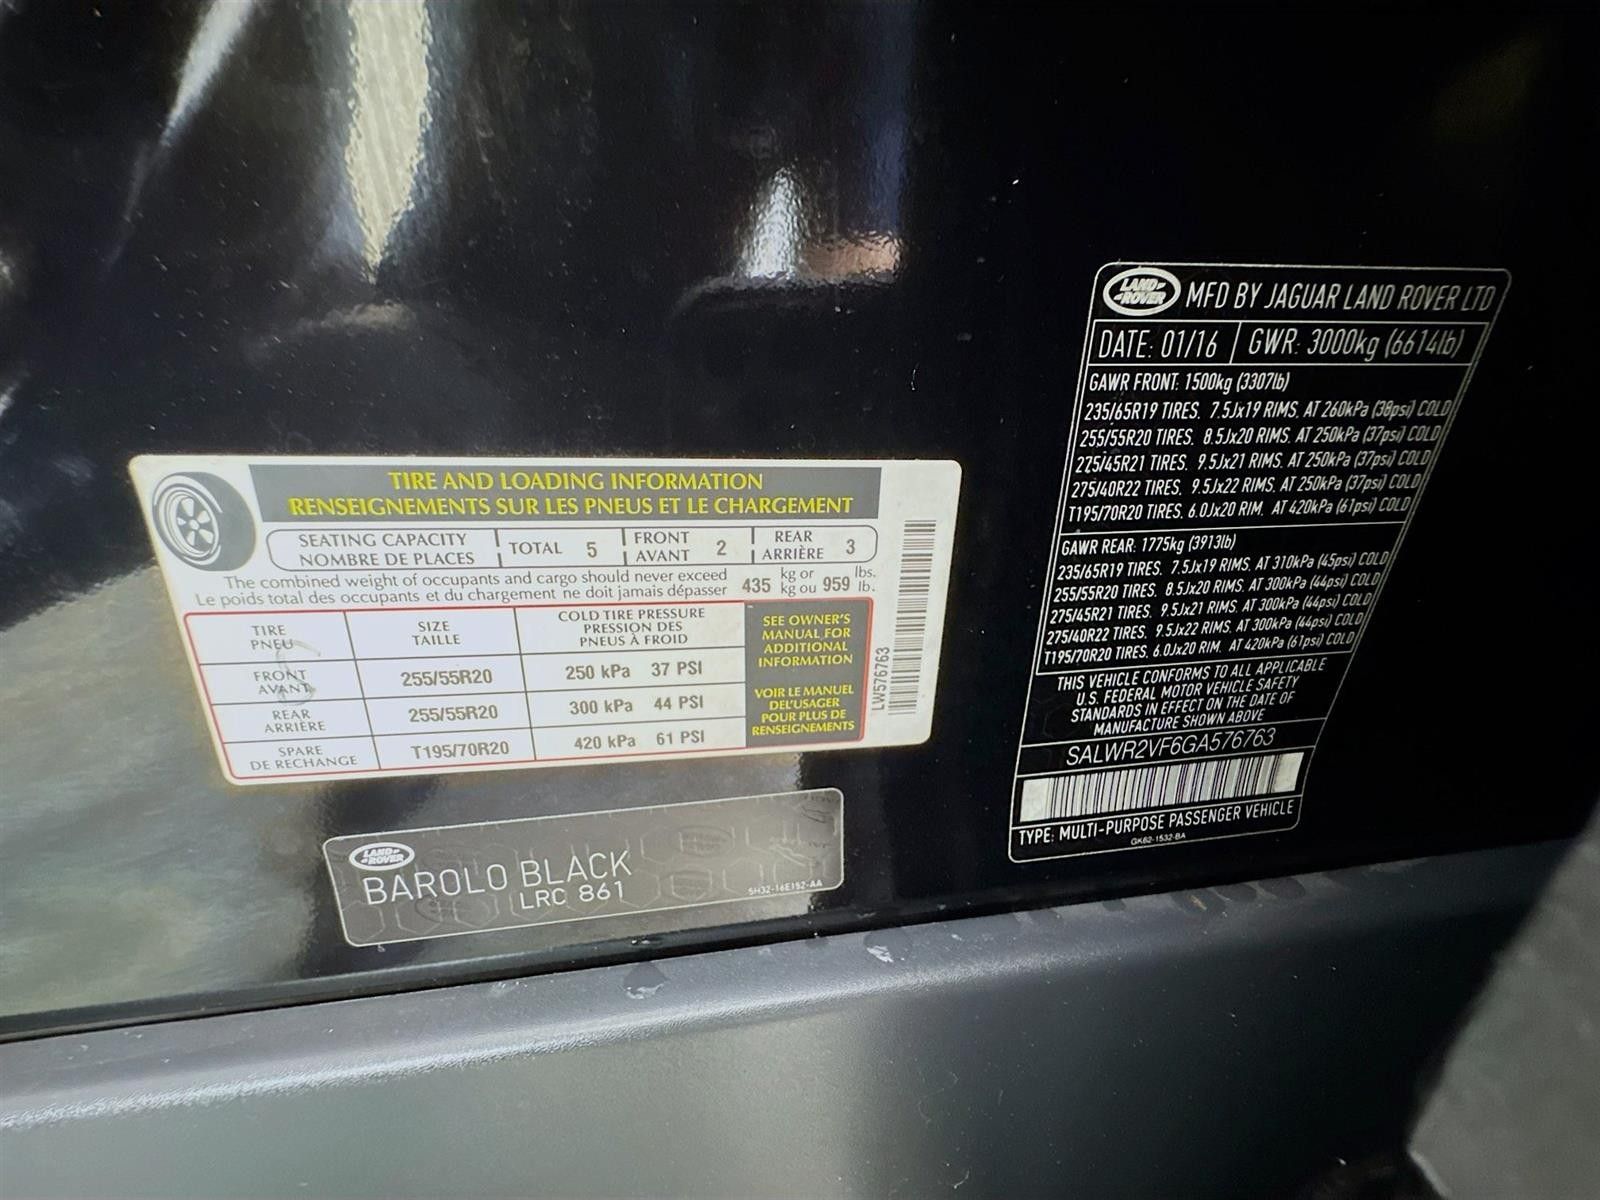 TIRE AND LOADING INFORMATION
RENSEIGNEMENTS SUR LES PNEUS ET LE CHARGEMENT
SEATING CAPACITY
NOMBRE DE PLACES
TOTAL 5
FRONT
AVANT 2
REAR
ARRIÈRE 3
The combined weight of occupants and cargo should never exceed 435 kg or 959 lbs.
Le poids total des occupants et du chargement ne doit jamais dépasser kg ou lb.
TIRE
PNEU
SIZE
TAILLE
COLD TIRE PRESSURE
PRESSION DES
PNEUS À FROID
FRONT
AVANT
255/55R20
250 kPa 37 PSI
REAR
ARRIÈRE
255/55R20
300 kPa 44 PSI
SPARE
DE RECHANGE
T195/70R20
420 kPa 61 PSI
SEE OWNER'S
MANUAL FOR
ADDITIONAL
INFORMATION
VOIR LE MANUEL
DEL'USAGER
POUR PLUS DE
RENSEIGNEMENTS
LW576763
LAND-
-ROVER
BAROLO BLACK
LRC 861
5H32-16E152-AA
LAND-
-ROVER
MFD BY JAGUAR LAND ROVER LTD
DATE: 01/16 GWR: 3000kg (6614lb)
GAWR FRONT: 1500kg (3307lb)
235/65R19 TIRES, 7.5Jx19 RIMS, AT 260kPa (38psi) COLD
255/55R20 TIRES, 8.5Jx20 RIMS, AT 250kPa (37psi) COLD
275/45R21 TIRES, 9.5Jx21 RIMS, AT 250kPa (37psi) COLD
275/40R22 TIRES, 9.5Jx22 RIMS, AT 250kPa (37psi) COLD
T195/70R20 TIRES, 6.0Jx20 RIM, AT 420kPa (61psi) COLD
GAWR REAR: 1775kg (3913lb)
235/65R19 TIRES, 7.5Jx19 RIMS, AT 310kPa (45psi) COLD
255/55R20 TIRES, 8.5Jx20 RIMS, AT 300kPa (44psi) COLD
275/45R21 TIRES, 9.5Jx21 RIMS, AT 300kPa (44psi) COLD
275/40R22 TIRES, 9.5Jx22 RIMS, AT 300kPa (44psi) COLD
T195/70R20 TIRES, 6.0Jx20 RIM, AT 420kPa (61psi) COLD
THIS VEHICLE CONFORMS TO ALL APPLICABLE
U.S. FEDERAL MOTOR VEHICLE SAFETY
STANDARDS IN EFFECT ON THE DATE OF
MANUFACTURE SHOWN ABOVE
SALWR2VF6GA576763
TYPE: MULTI-PURPOSE PASSENGER VEHICLE
GK62-1532-BA